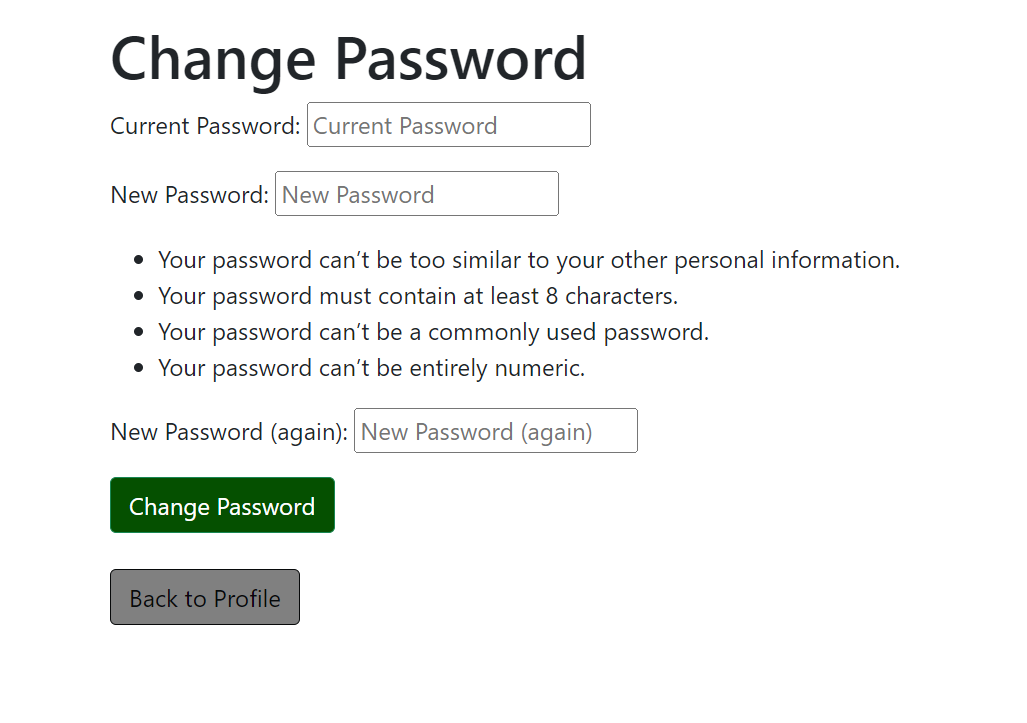 Change Password
Current Password: Current Password
New Password: New Password
• Your password can’t be too similar to your other personal information.
• Your password must contain at least 8 characters.
• Your password can’t be a commonly used password.
• Your password can’t be entirely numeric.
New Password (again): New Password (again)
Change Password
Back to Profile